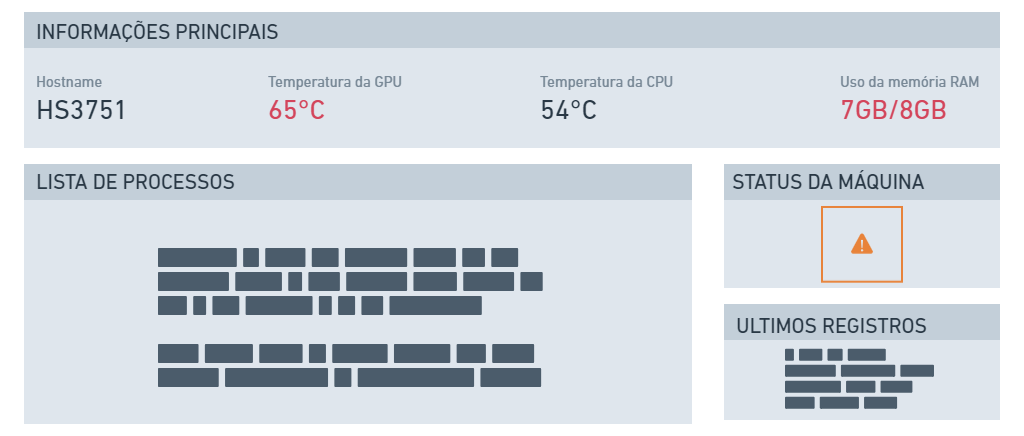 INFORMAÇÕES PRINCIPAIS
Hostname
HS3751
Temperatura da GPU
65°C
Temperatura da CPU
54°C
Uso da memória RAM
7GB/8GB
LISTA DE PROCESSOS
STATUS DA MÁQUINA
ULTIMOS REGISTROS